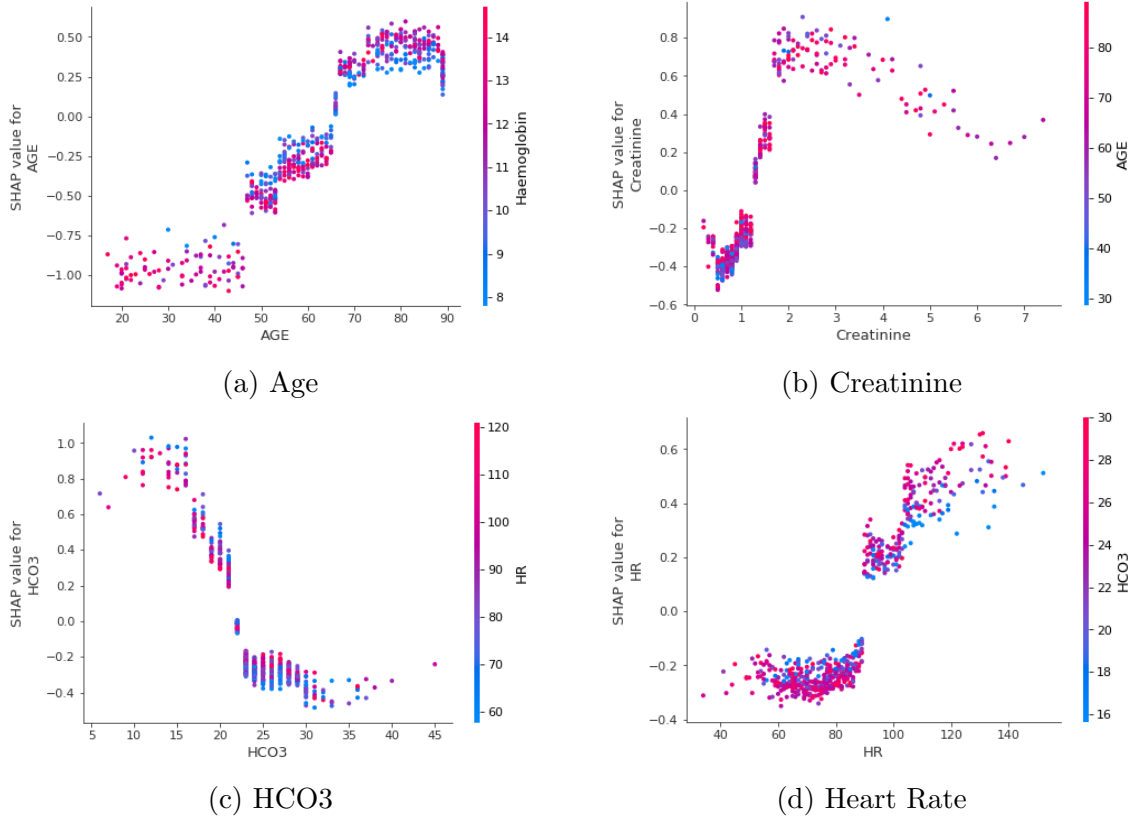 0.50
0.25
0.00
−0.25
−0.50
−0.75
−1.00
SHAP value for
AGE
20 30 40 50 60 70 80 90
AGE
14
13
12
11
10
9
8
Haemoglobin
(a) Age
0.8
0.6
0.4
0.2
0.0
−0.2
−0.4
−0.6
SHAP value for
Creatinine
0 1 2 3 4 5 6 7
Creatinine
80
70
60
50
40
30
AGE
(b) Creatinine
1.0
0.8
0.6
0.4
0.2
0.0
−0.2
−0.4
SHAP value for
HCO3
5 10 15 20 25 30 35 40 45
HCO3
120
110
100
90
80
70
60
HR
(c) HCO3
0.6
0.4
0.2
0.0
−0.2
−0.4
SHAP value for
HR
40 60 80 100 120 140
HR
30
28
26
24
22
20
18
16
HCO3
(d) Heart Rate